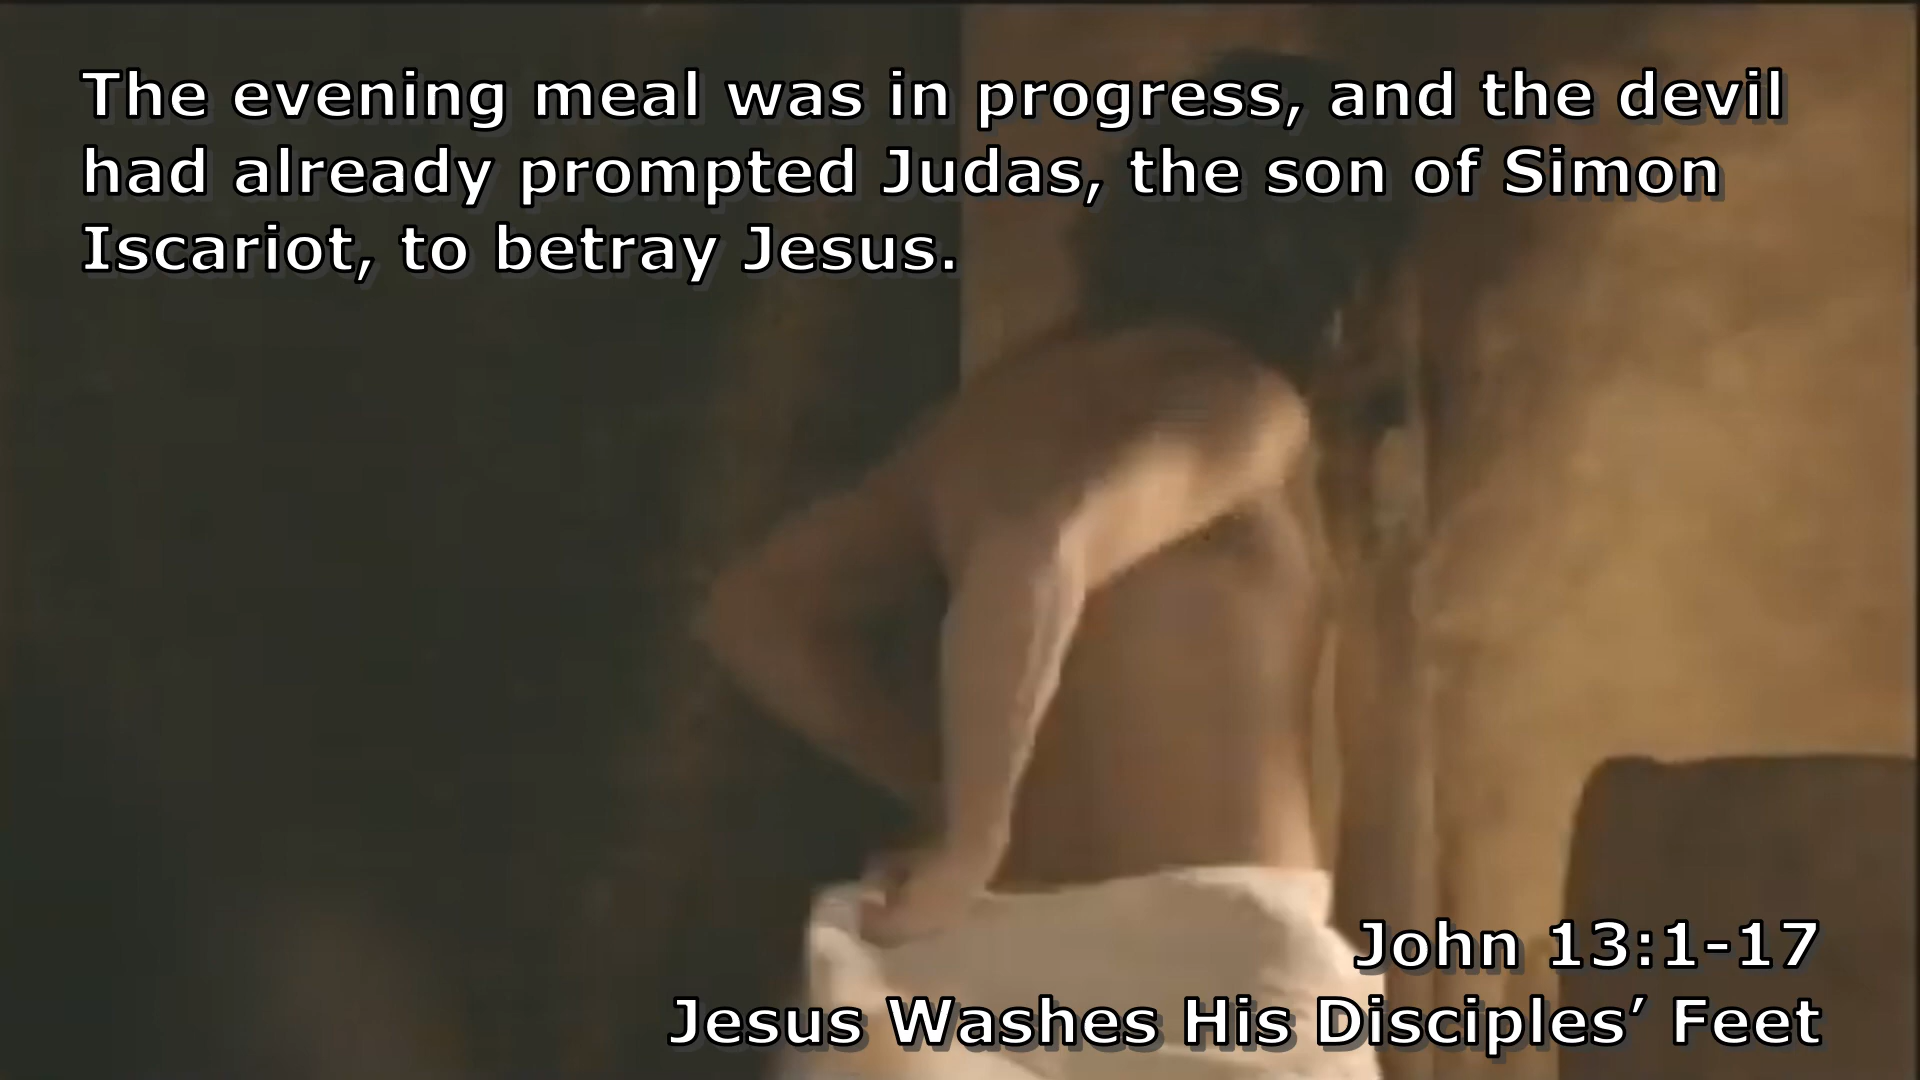 The evening meal was in progress, and the devil
had already prompted Judas, the son of Simon
Iscariot, to betray Jesus.
John 13:1-17
Jesus Washes His Disciples’ Feet